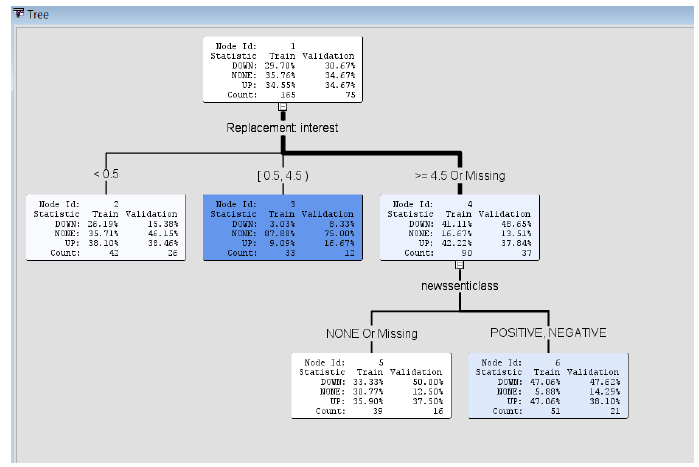 Tree
Node Id: 1
Statistic Train Validation
DOWN: 29.70% 30.67%
NONE: 35.76% 34.67%
UP: 34.55% 34.67%
Count: 165 75
Replacement: interest
< 0.5
[ 0.5, 4.5 )
>= 4.5 Or Missing
Node Id: 2
Statistic Train Validation
DOWN: 26.19% 15.38%
NONE: 35.71% 46.15%
UP: 38.10% 38.46%
Count: 42 26
Node Id: 3
Statistic Train Validation
DOWN: 3.03% 8.33%
NONE: 87.88% 75.00%
UP: 9.09% 16.67%
Count: 33 12
Node Id: 4
Statistic Train Validation
DOWN: 41.11% 48.65%
NONE: 16.67% 13.51%
UP: 42.22% 37.84%
Count: 90 37
newssenticlass
NONE Or Missing
POSITIVE, NEGATIVE
Node Id: 5
Statistic Train Validation
DOWN: 33.33% 50.00%
NONE: 30.77% 12.50%
UP: 35.90% 37.50%
Count: 39 16
Node Id: 6
Statistic Train Validation
DOWN: 47.06% 47.62%
NONE: 5.88% 14.29%
UP: 47.06% 38.10%
Count: 51 21